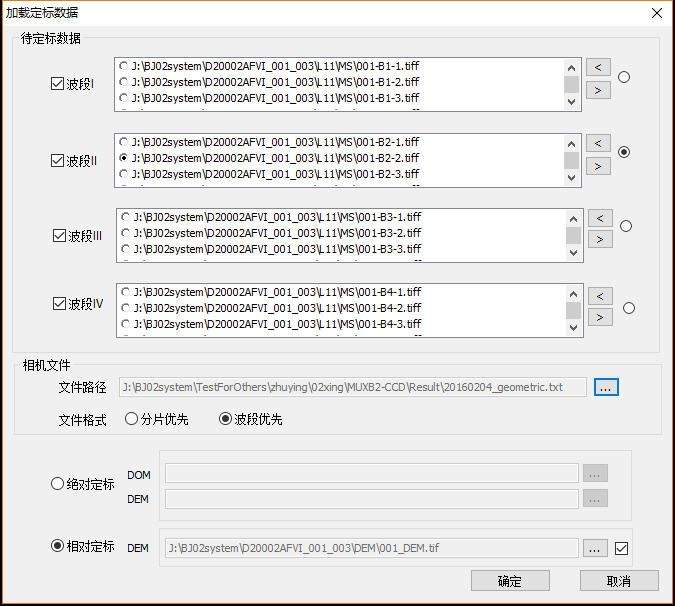 加载定标数据
待定标数据
波段I
J:\BJ02system\D20002AFVI_001_003\L11\MS\001-B1-1.tiff
J:\BJ02system\D20002AFVI_001_003\L11\MS\001-B1-2.tiff
J:\BJ02system\D20002AFVI_001_003\L11\MS\001-B1-3.tiff
<
>
波段II
J:\BJ02system\D20002AFVI_001_003\L11\MS\001-B2-1.tiff
J:\BJ02system\D20002AFVI_001_003\L11\MS\001-B2-2.tiff
J:\BJ02system\D20002AFVI_001_003\L11\MS\001-B2-3.tiff
<
>
波段III
J:\BJ02system\D20002AFVI_001_003\L11\MS\001-B3-1.tiff
J:\BJ02system\D20002AFVI_001_003\L11\MS\001-B3-2.tiff
J:\BJ02system\D20002AFVI_001_003\L11\MS\001-B3-3.tiff
<
>
波段IV
J:\BJ02system\D20002AFVI_001_003\L11\MS\001-B4-1.tiff
J:\BJ02system\D20002AFVI_001_003\L11\MS\001-B4-2.tiff
J:\BJ02system\D20002AFVI_001_003\L11\MS\001-B4-3.tiff
<
>
相机文件
文件路径 J:\BJ02system\TestForOthers\zhuying\02xing\MUXB2-CCD\Result\20160204_geometric.txt ...
文件格式 分片优先 波段优先
绝对定标
DOM ...
DEM ...
相对定标 DEM J:\BJ02system\D20002AFVI_001_003\DEM\001_DEM.tif ...
确定 取消